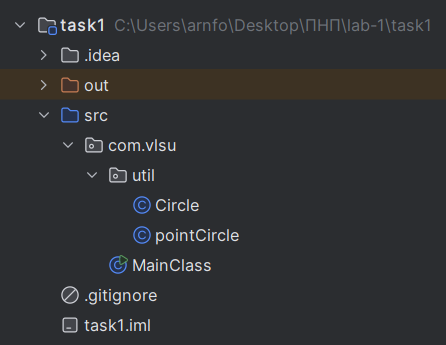 task1 C:\Users\arnfo\Desktop\ПНП\lab-1\task1
.idea
out
src
com.vlsu
util
Circle
pointCircle
MainClass
.gitignore
task1.iml